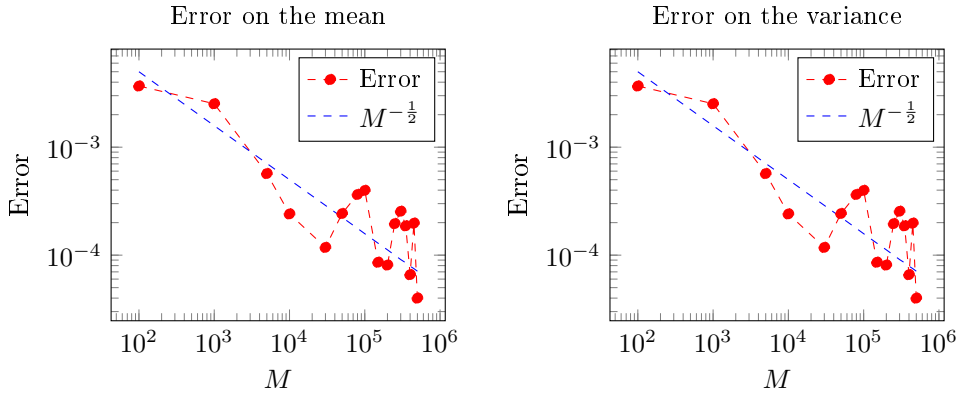 Error on the mean
Error
M^{-\frac{1}{2}}
10^{-3}
10^{-4}
Error
10^2 10^3 10^4 10^5 10^6
M
Error on the variance
Error
M^{-\frac{1}{2}}
10^{-3}
10^{-4}
Error
10^2 10^3 10^4 10^5 10^6
M